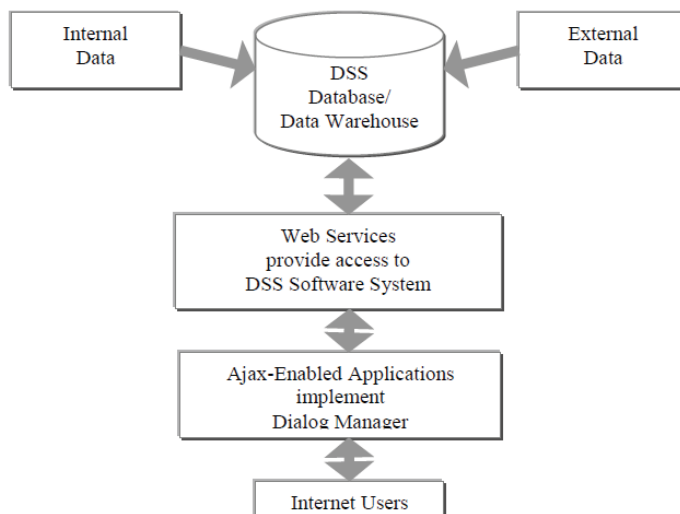 Internal
Data
DSS
Database/
Data Warehouse
External
Data
Web Services
provide access to
DSS Software System
Ajax-Enabled Applications
implement
Dialog Manager
Internet Users